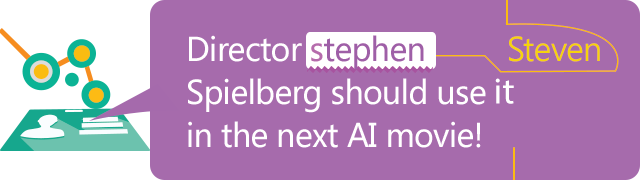 Director stephen Steven
Spielberg should use it
in the next AI movie!